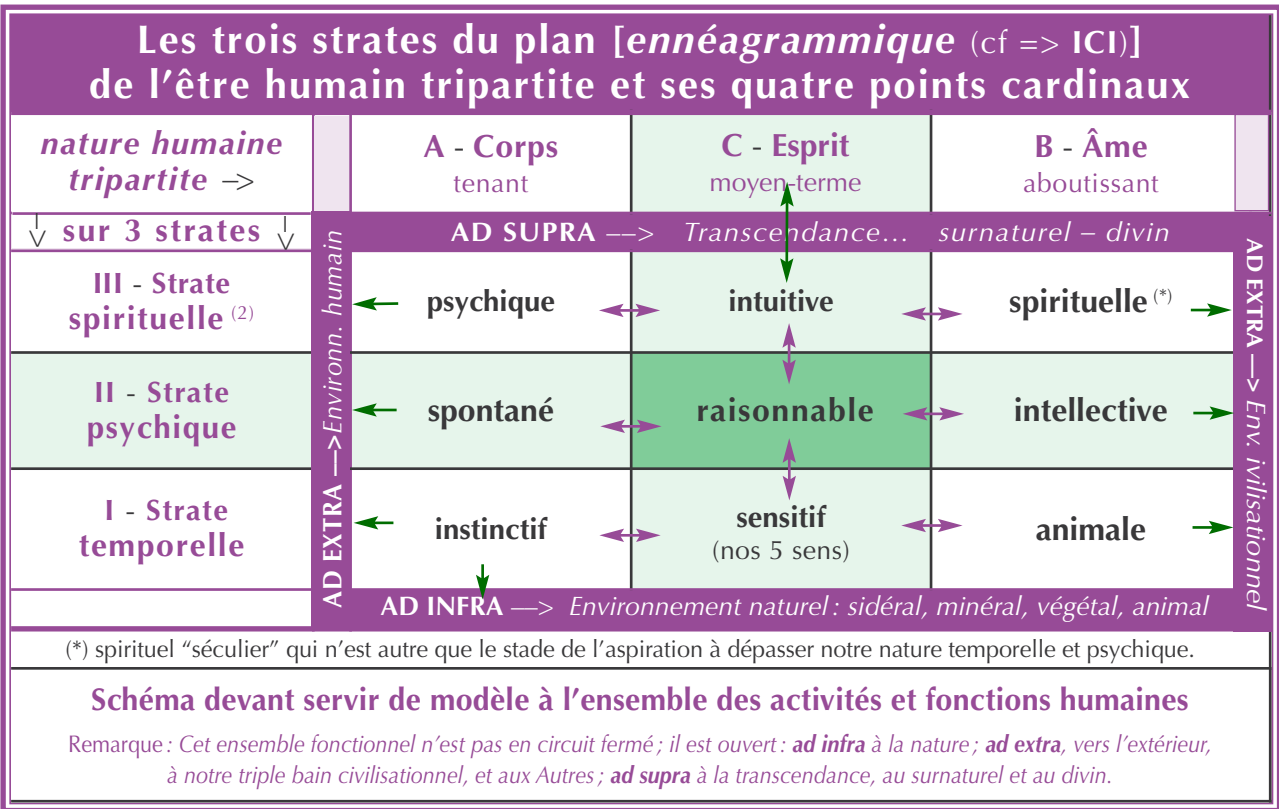 Les trois strates du plan [ennéagrammique (cf => ICI)]
de l'être humain tripartite et ses quatre points cardinaux
nature humaine
tripartite –>
A - Corps
tenant
C - Esprit
moyen-terme
B - Âme
aboutissant
sur 3 strates
AD SUPRA —> Transcendance… surnaturel – divin
AD EXTRA —>Environn. humain
III - Strate
spirituelle (2)
psychique
intuitive
spirituelle (*)
II - Strate
psychique
spontané
raisonnable
intellective
I - Strate
temporelle
instinctif
sensitif
(nos 5 sens)
animale
AD EXTRA —> Env. ivilisationnel
AD INFRA —> Environnement naturel : sidéral, minéral, végétal, animal
(*) spirituel “séculier” qui n'est autre que le stade de l'aspiration à dépasser notre nature temporelle et psychique.
Schéma devant servir de modèle à l'ensemble des activités et fonctions humaines
Remarque : Cet ensemble fonctionnel n'est pas en circuit fermé ; il est ouvert : ad infra à la nature ; ad extra, vers l'extérieur,
à notre triple bain civilisationnel, et aux Autres ; ad supra à la transcendance, au surnaturel et au divin.